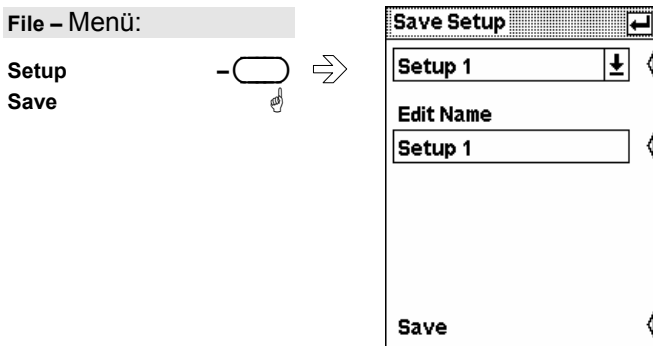 File – Menü:
Setup
Save
Save Setup
Setup 1
Edit Name
Setup 1
Save